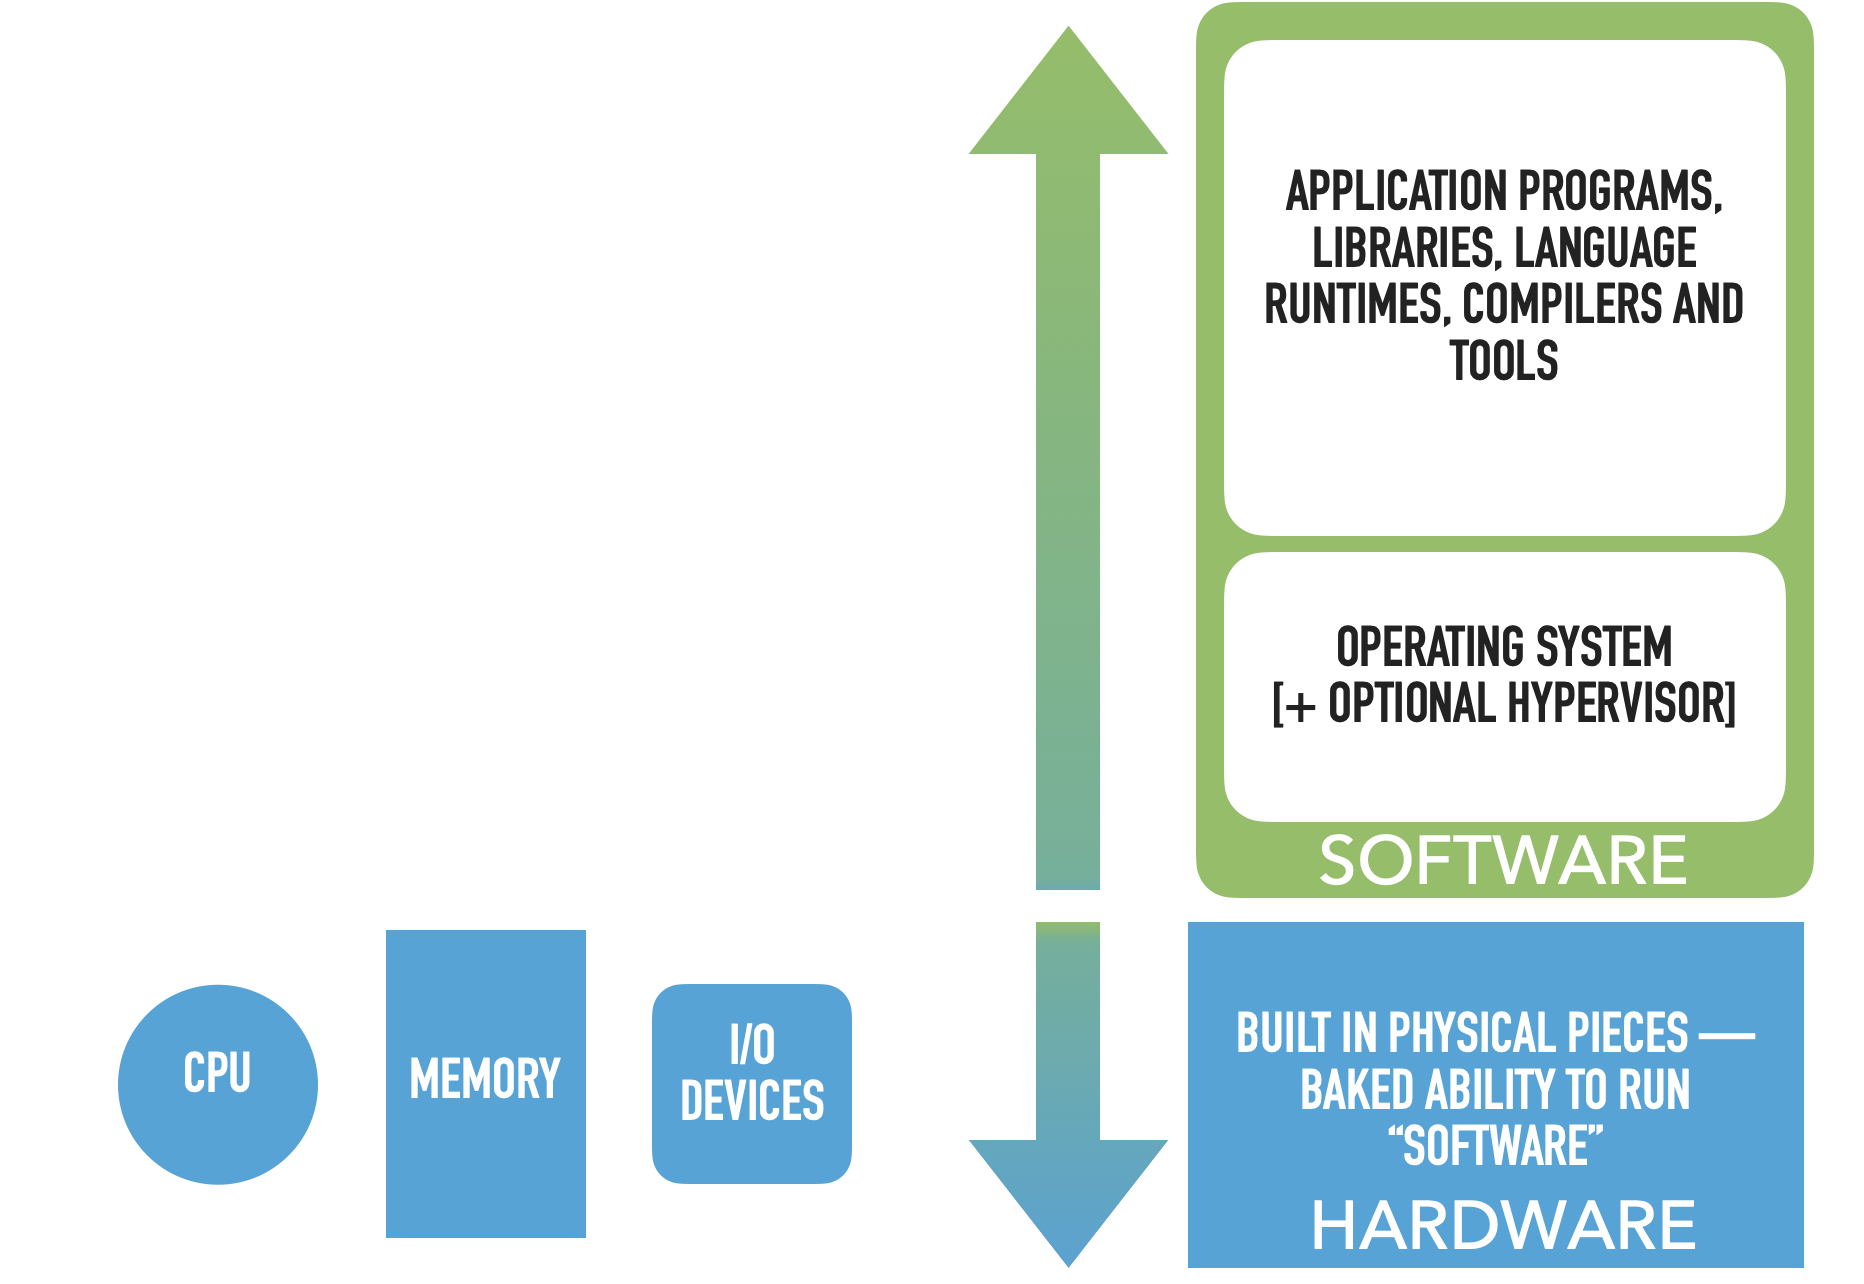 APPLICATION PROGRAMS,
LIBRARIES, LANGUAGE
RUNTIMES, COMPILERS AND
TOOLS
OPERATING SYSTEM
[+ OPTIONAL HYPERVISOR]
SOFTWARE
CPU
MEMORY
I/O
DEVICES
BUILT IN PHYSICAL PIECES —
BAKED ABILITY TO RUN
“SOFTWARE”
HARDWARE